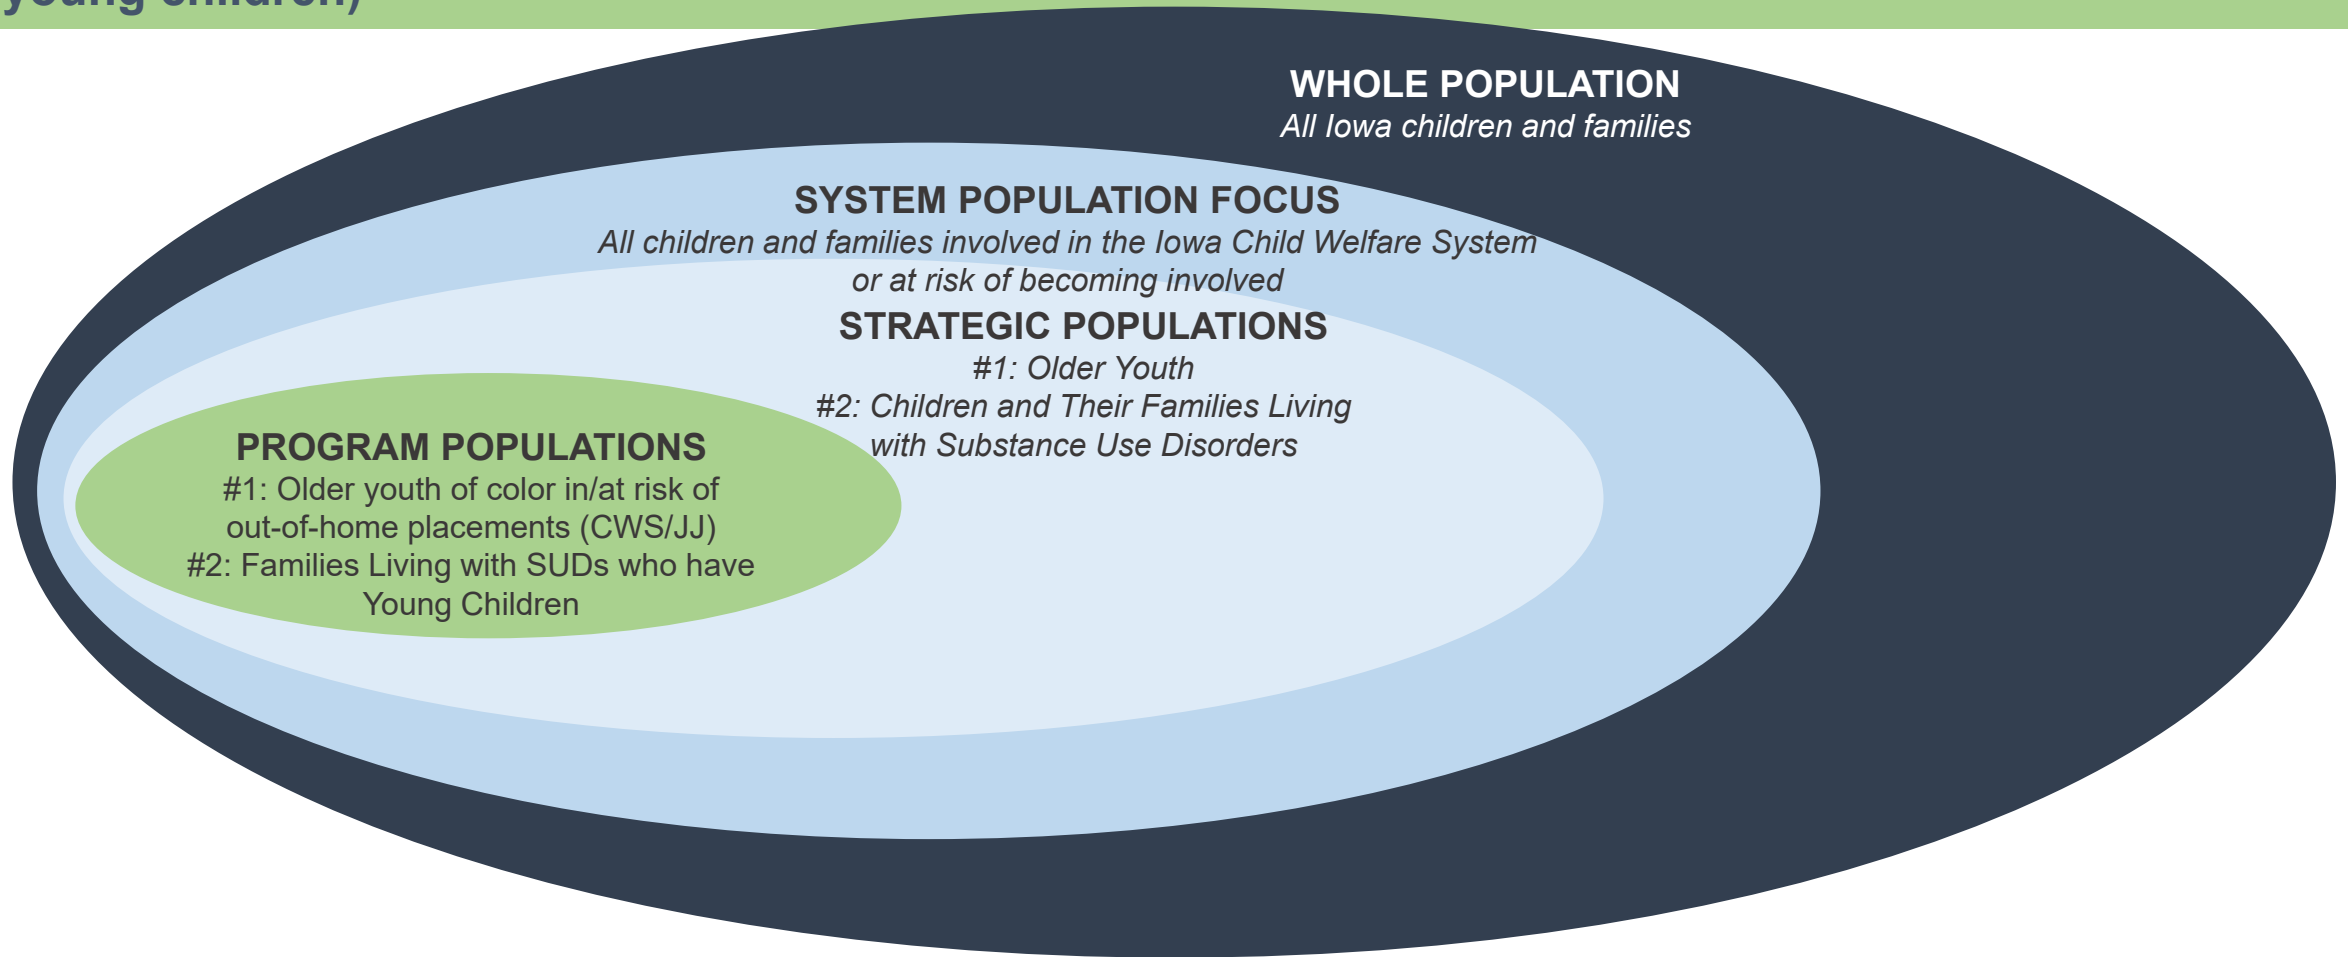 young children)
WHOLE POPULATION
All Iowa children and families
SYSTEM POPULATION FOCUS
All children and families involved in the Iowa Child Welfare System
or at risk of becoming involved
STRATEGIC POPULATIONS
#1: Older Youth
#2: Children and Their Families Living
with Substance Use Disorders
PROGRAM POPULATIONS
#1: Older youth of color in/at risk of
out-of-home placements (CWS/JJ)
#2: Families Living with SUDs who have
Young Children